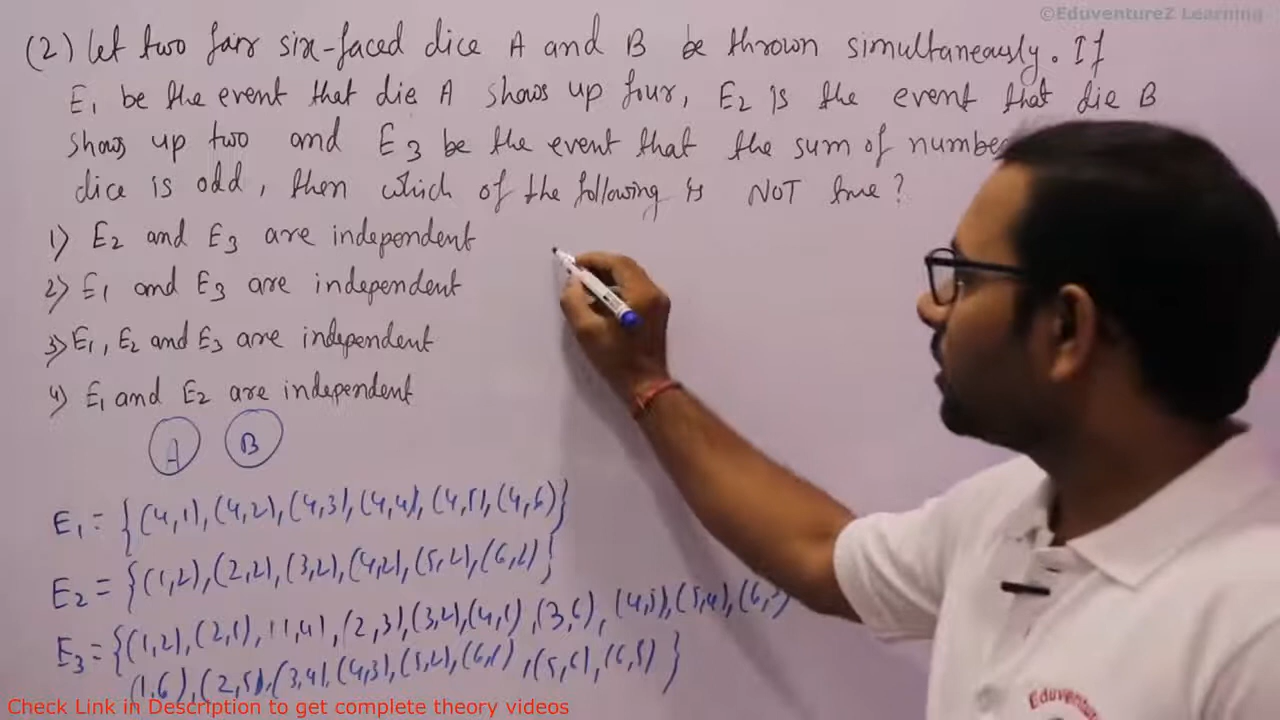 ©EduventureZ Learning
(2) Let two fair six-faced dice A and B be thrown simultaneously. If
E₁ be the event that die A shows up four, E₂ is the event that die B
shows up two and E₃ be the event that the sum of numbe
dice is odd, then which of the following is NOT true?
1) E₂ and E₃ are independent
2) E₁ and E₃ are independent
3) E₁, E₂ and E₃ are independent
4) E₁ and E₂ are independent
A B
E₁ = {(4,1), (4,2), (4,3), (4,4), (4,5), (4,6)}
E₂ = {(1,2), (2,2), (3,2), (4,2), (5,2), (6,2)}
E₃ = {(1,2), (2,1), (1,4), (2,3), (3,2), (4,1), (3,6), (4,5), (5,4), (6,
(1,6), (2,5), (3,4), (4,3), (5,2), (6,1), (5,6), (6,5)}
Eduventure
Check Link in Description to get complete theory videos